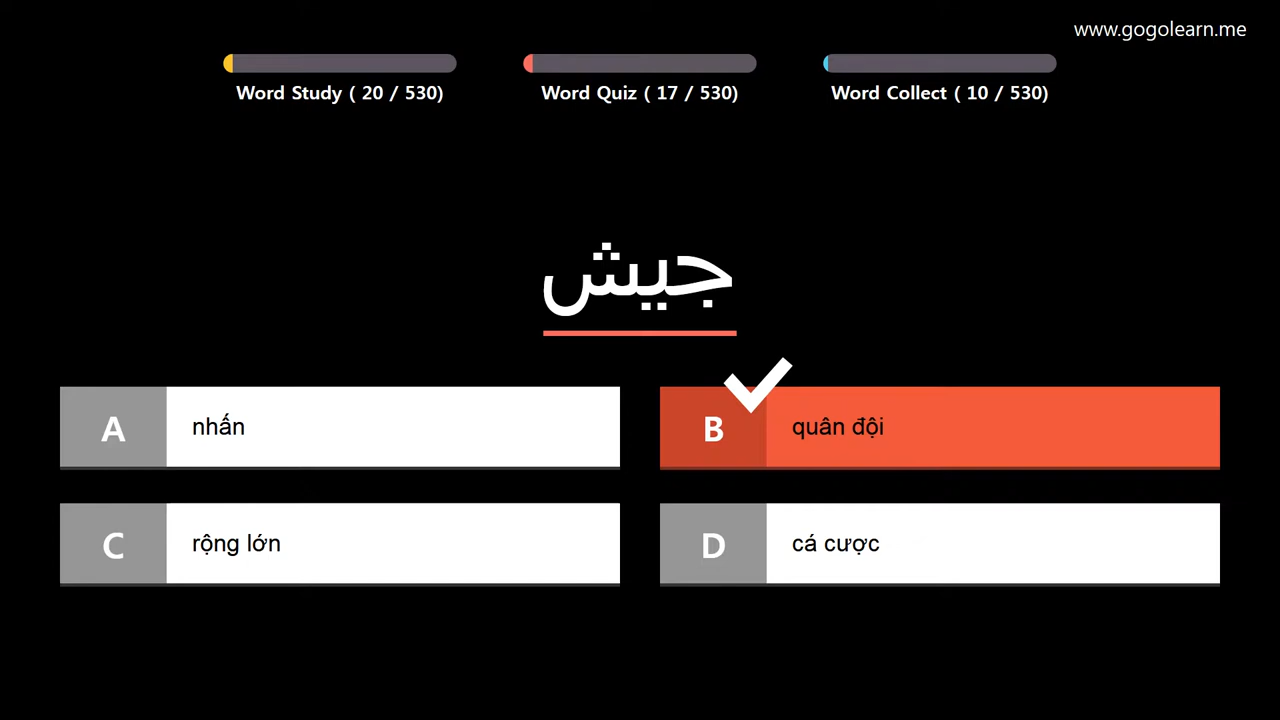 www.gogolearn.me
Word Study ( 20 / 530)
Word Quiz ( 17 / 530)
Word Collect ( 10 / 530)
جيش
A
nhấn
B
quân đội
C
rộng lớn
D
cá cược